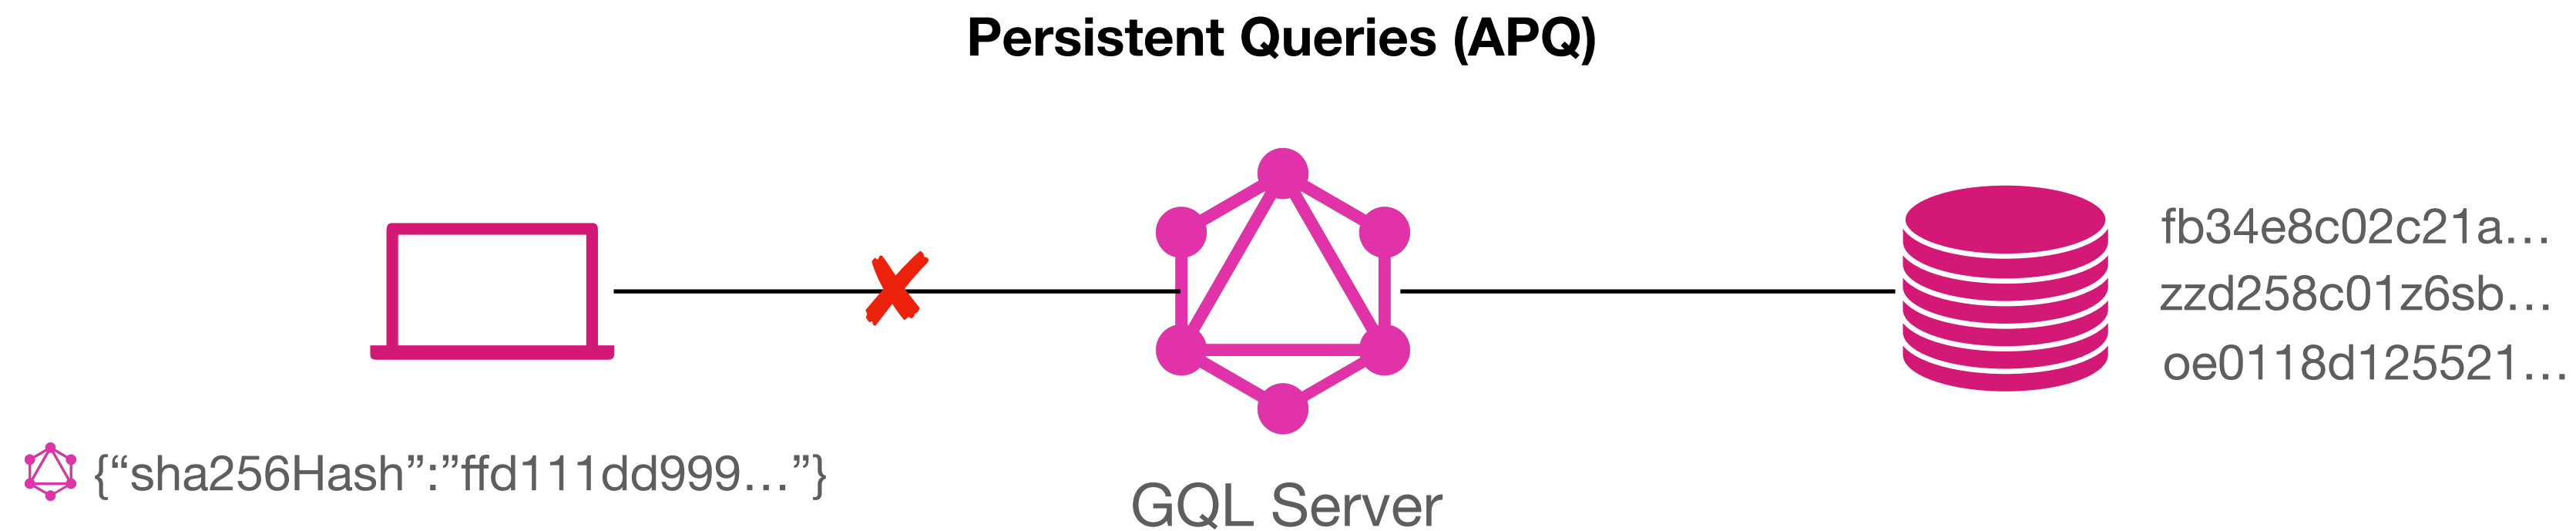 Persistent Queries (APQ)
fb34e8c02c21a…
zzd258c01z6sb…
oe0118d125521…
{“sha256Hash”:”ffd111dd999…”}
GQL Server